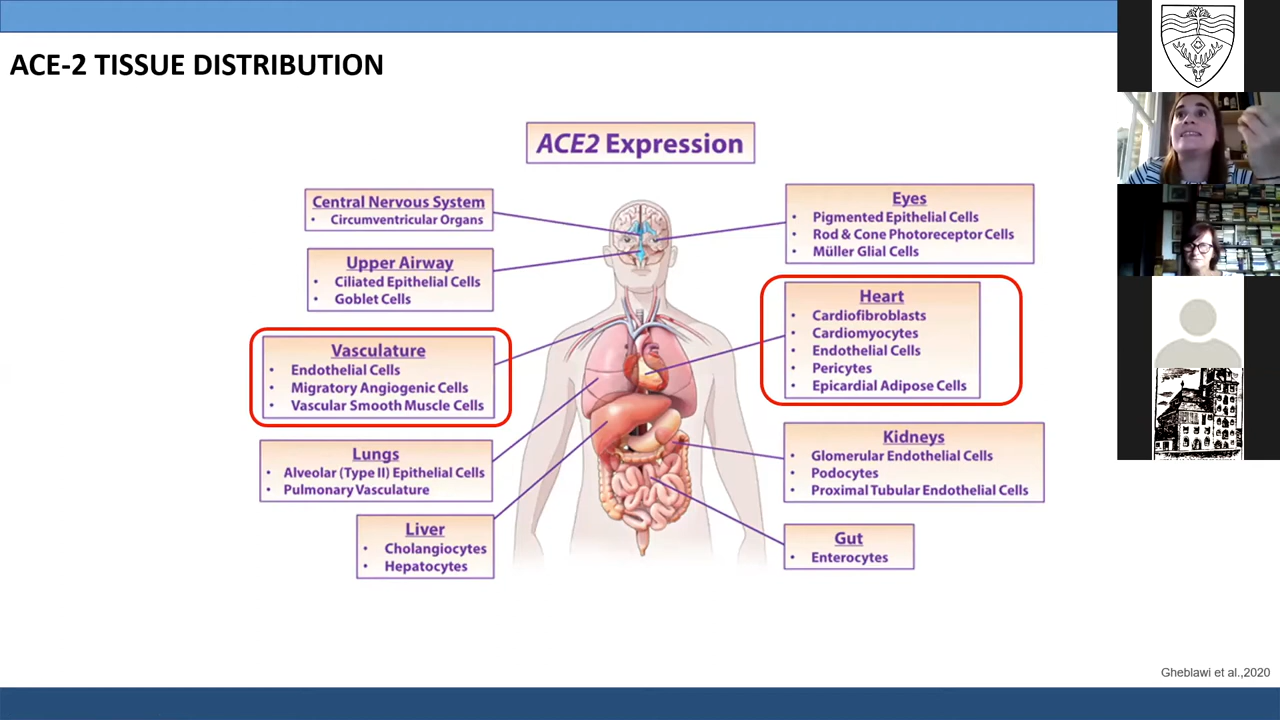 ACE-2 TISSUE DISTRIBUTION
ACE2 Expression
Central Nervous System
• Circumventricular Organs
Upper Airway
• Ciliated Epithelial Cells
• Goblet Cells
Vasculature
• Endothelial Cells
• Migratory Angiogenic Cells
• Vascular Smooth Muscle Cells
Lungs
• Alveolar (Type II) Epithelial Cells
• Pulmonary Vasculature
Liver
• Cholangiocytes
• Hepatocytes
Eyes
• Pigmented Epithelial Cells
• Rod & Cone Photoreceptor Cells
• Müller Glial Cells
Heart
• Cardiofibroblasts
• Cardiomyocytes
• Endothelial Cells
• Pericytes
• Epicardial Adipose Cells
Kidneys
• Glomerular Endothelial Cells
• Podocytes
• Proximal Tubular Endothelial Cells
Gut
• Enterocytes
Gheblawi et al.,2020